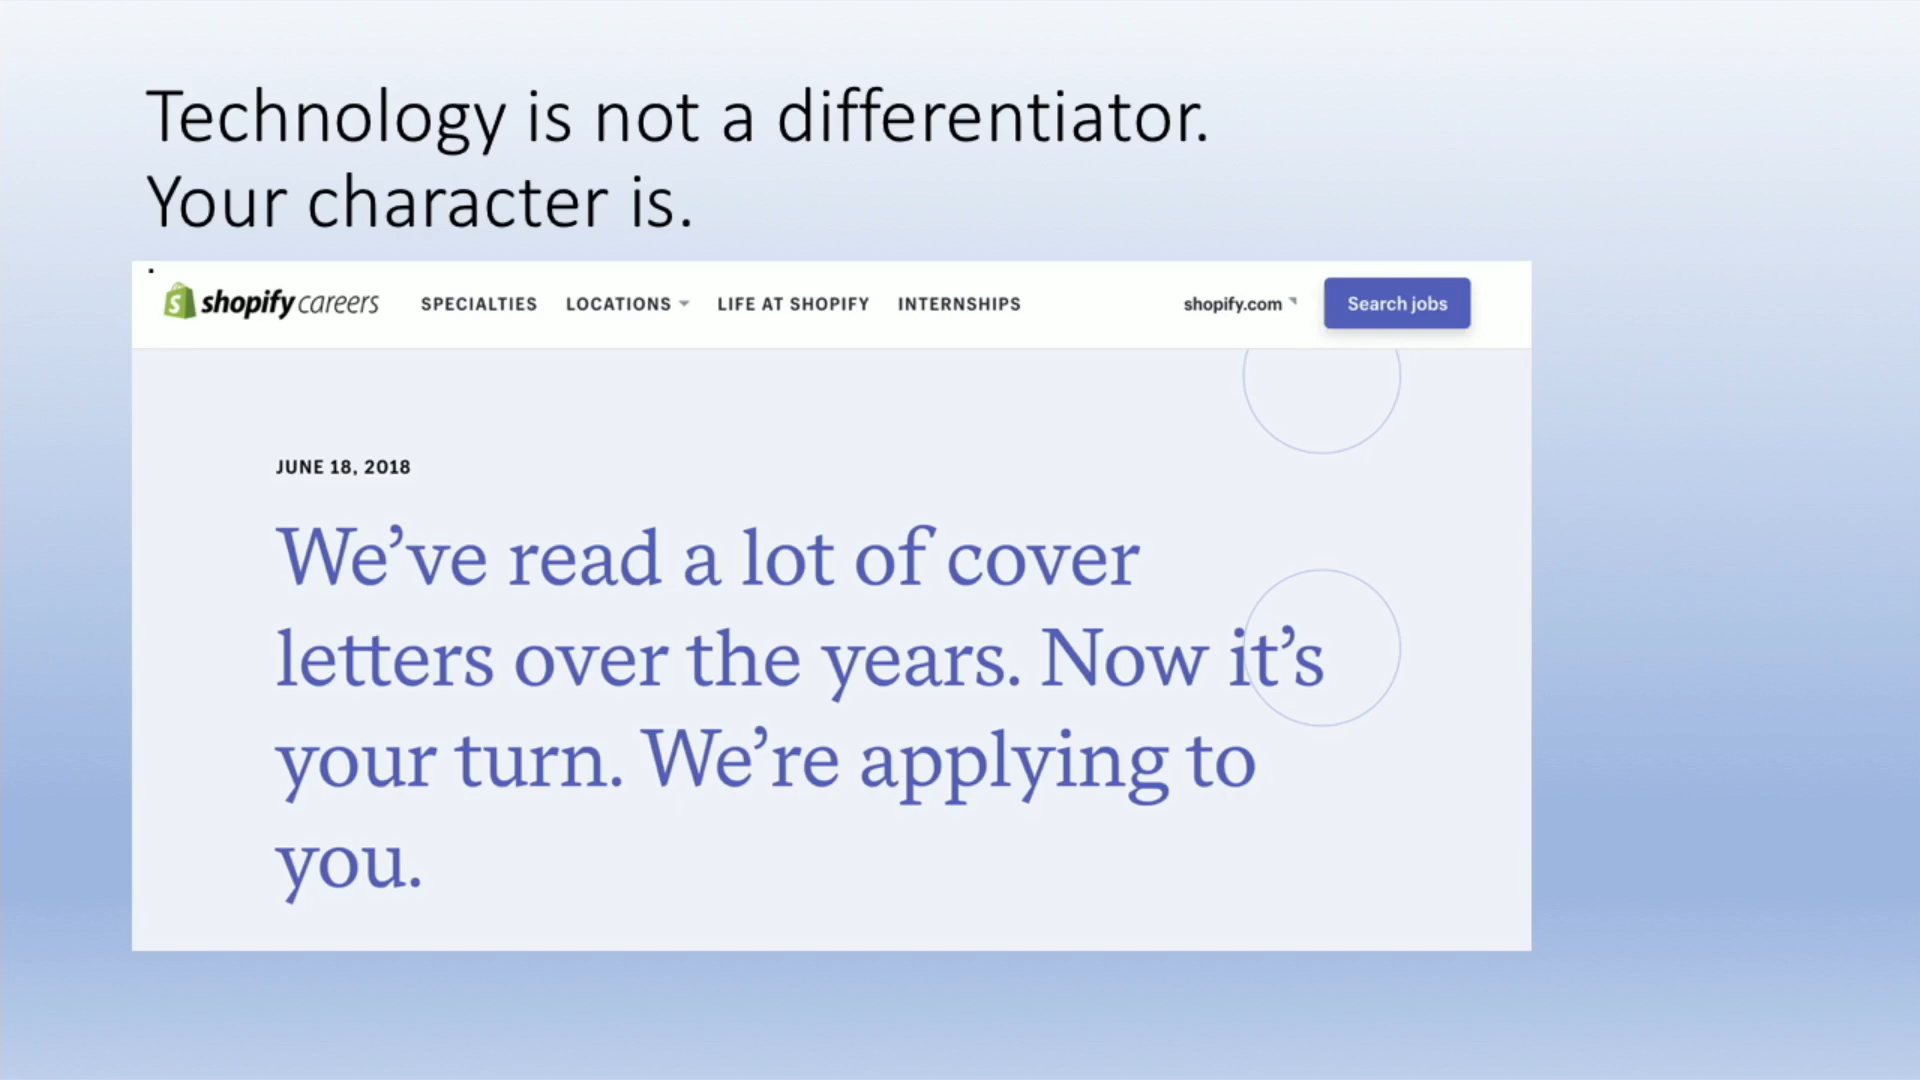 Technology is not a differentiator.
Your character is.
shopify careers SPECIALTIES LOCATIONS LIFE AT SHOPIFY INTERNSHIPS shopify.com Search jobs
JUNE 18, 2018
We’ve read a lot of cover
letters over the years. Now it’s
your turn. We’re applying to
you.